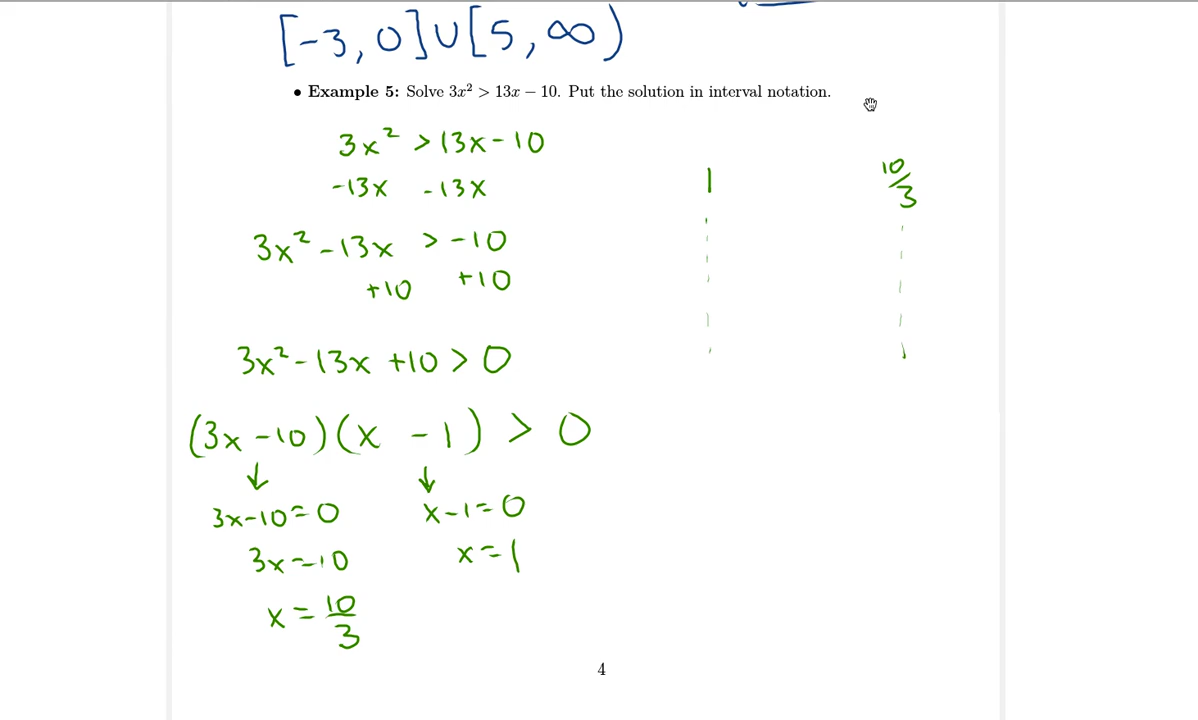 [-3, 0] ∪ [5, ∞)
• Example 5: Solve 3x² > 13x − 10. Put the solution in interval notation.
3x² > 13x - 10
-13x -13x
3x² - 13x > -10
+10 +10
3x² - 13x + 10 > 0
(3x - 10)(x - 1) > 0
3x - 10 = 0 x - 1 = 0
3x = 10 x = 1
x = 10/3
1 10/3
4